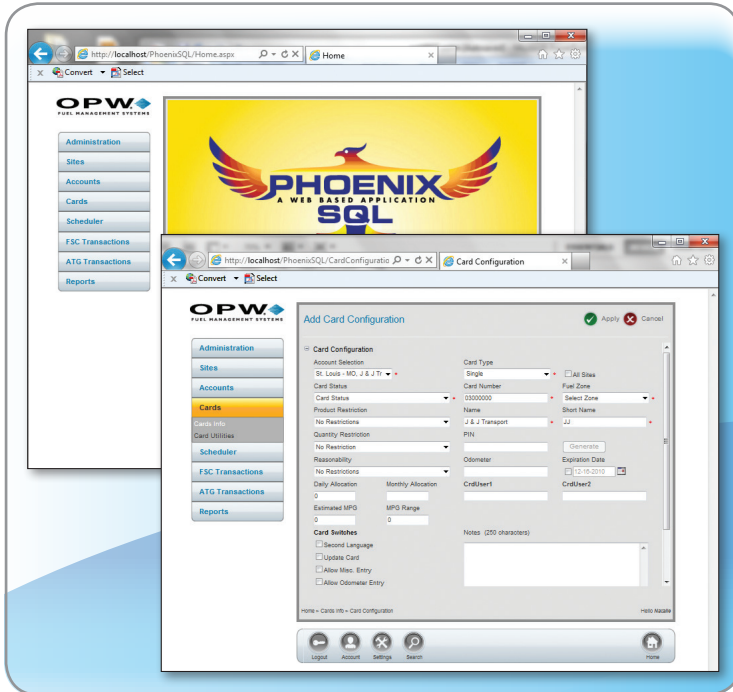 http://localhost/PhoenixSQL/Home.aspx
Home
x Convert Select
OPW
FUEL MANAGEMENT SYSTEMS
Administration
Sites
Accounts
Cards
Scheduler
FSC Transactions
ATG Transactions
Reports
PHOENIX
A WEB BASED APPLICATION
SQL
http://localhost/PhoenixSQL/CardConfiguratio
Card Configuration
x Convert Select
OPW
FUEL MANAGEMENT SYSTEMS
Administration
Sites
Accounts
Cards
Cards Info
Card Utilities
Scheduler
FSC Transactions
ATG Transactions
Reports
Add Card Configuration
Apply Cancel
Card Configuration
Account Selection Card Type
St. Louis - MO, J & J Tr * Single * All Sites
Card Status Card Number Fuel Zone
Card Status * 03000000 * Select Zone *
Product Restriction Name Short Name
No Restrictions J & J Transport * JJ *
Quantity Restriction PIN
No Restriction Generate
Reasonability Odometer Expiration Date
No Restrictions 12-16-2010
Daily Allocation Monthly Allocation CrdUser1 CrdUser2
0
Estimated MPG MPG Range
0 0
Card Switches Notes (250 characters)
Second Language
Update Card
Allow Misc. Entry
Allow Odometer Entry
Home » Cards Info » Card Configuration Hello Natalie
Logout Account Settings Search Home